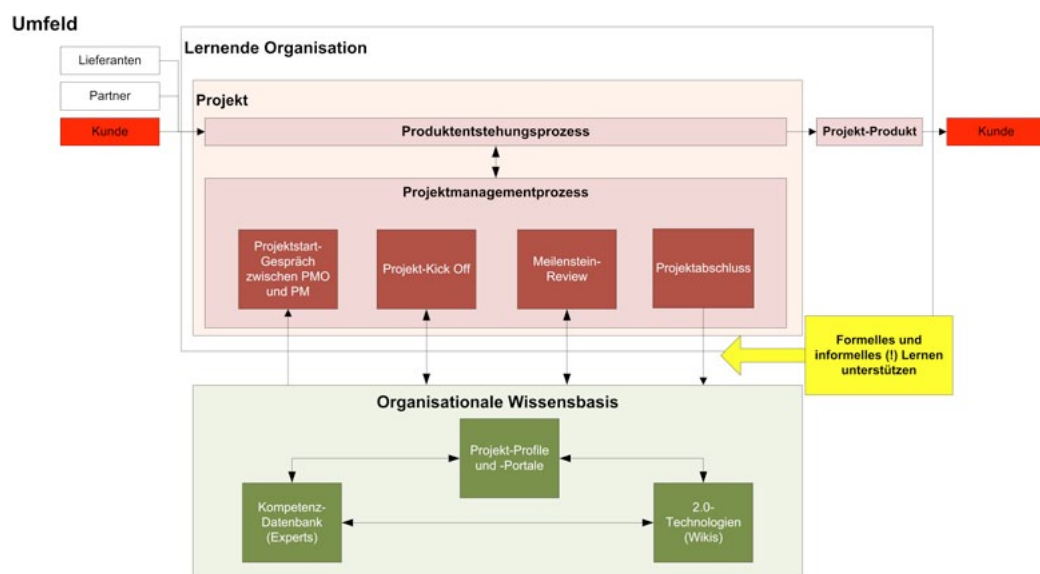 Umfeld
Lernende Organisation
Lieferanten
Partner
Kunde
Projekt
Produktentstehungsprozess
Projekt-Produkt
Kunde
Projektmanagementprozess
Projektstart-
Gespräch
zwischen PMO
und PM
Projekt-Kick Off
Meilenstein-
Review
Projektabschluss
Formelles und
informelles (!) Lernen
unterstützen
Organisationale Wissensbasis
Projekt-Profile
und -Portale
Kompetenz-
Datenbank
(Experts)
2.0-
Technologien
(Wikis)